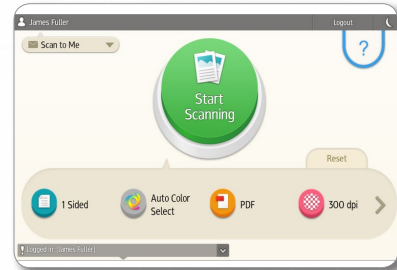 James Fuller
Logout
Scan to Me
?
Start
Scanning
Reset
1 Sided
Auto Color
Select
PDF
300 dpi
Logged in: [James Fuller]